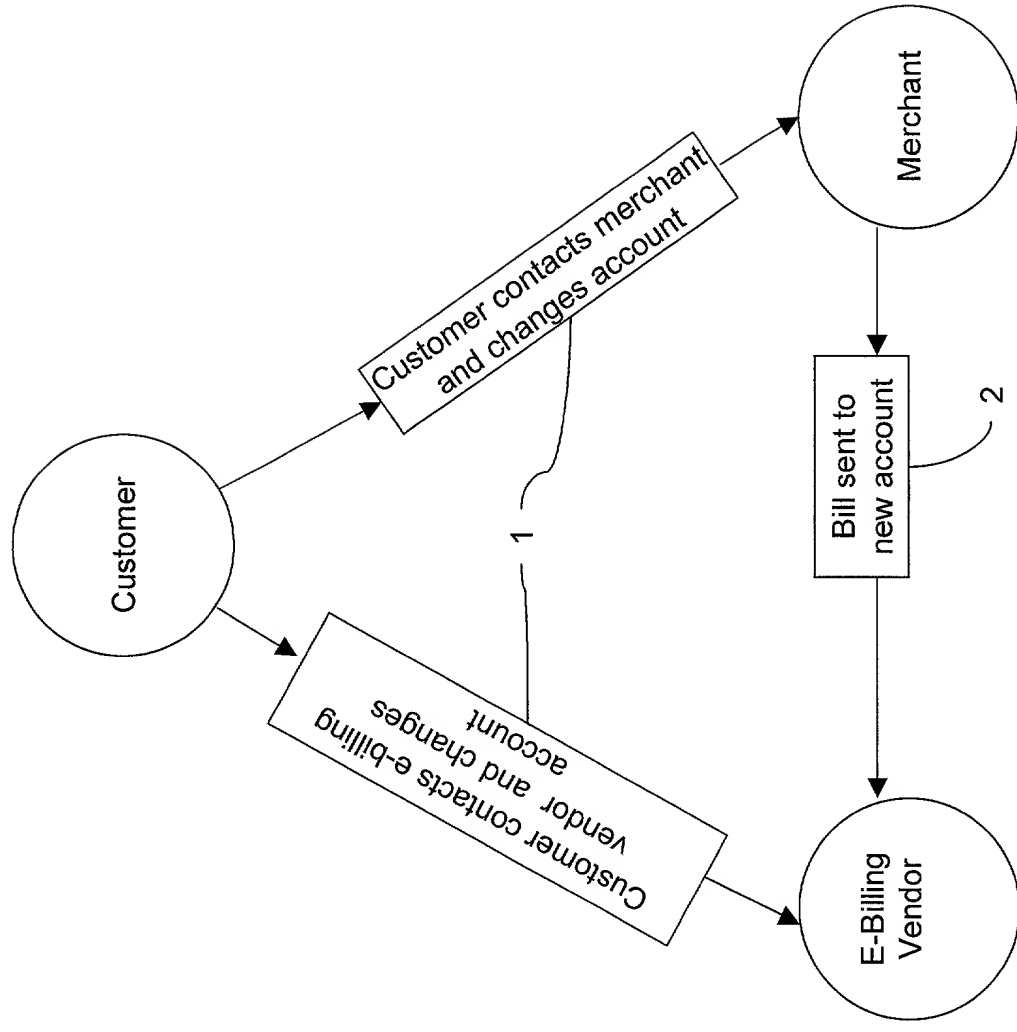 Customer
Customer contacts e-billing
vendor and changes
account
Customer contacts merchant
and changes account
1
E-Billing
Vendor
Bill sent to
new account
2
Merchant